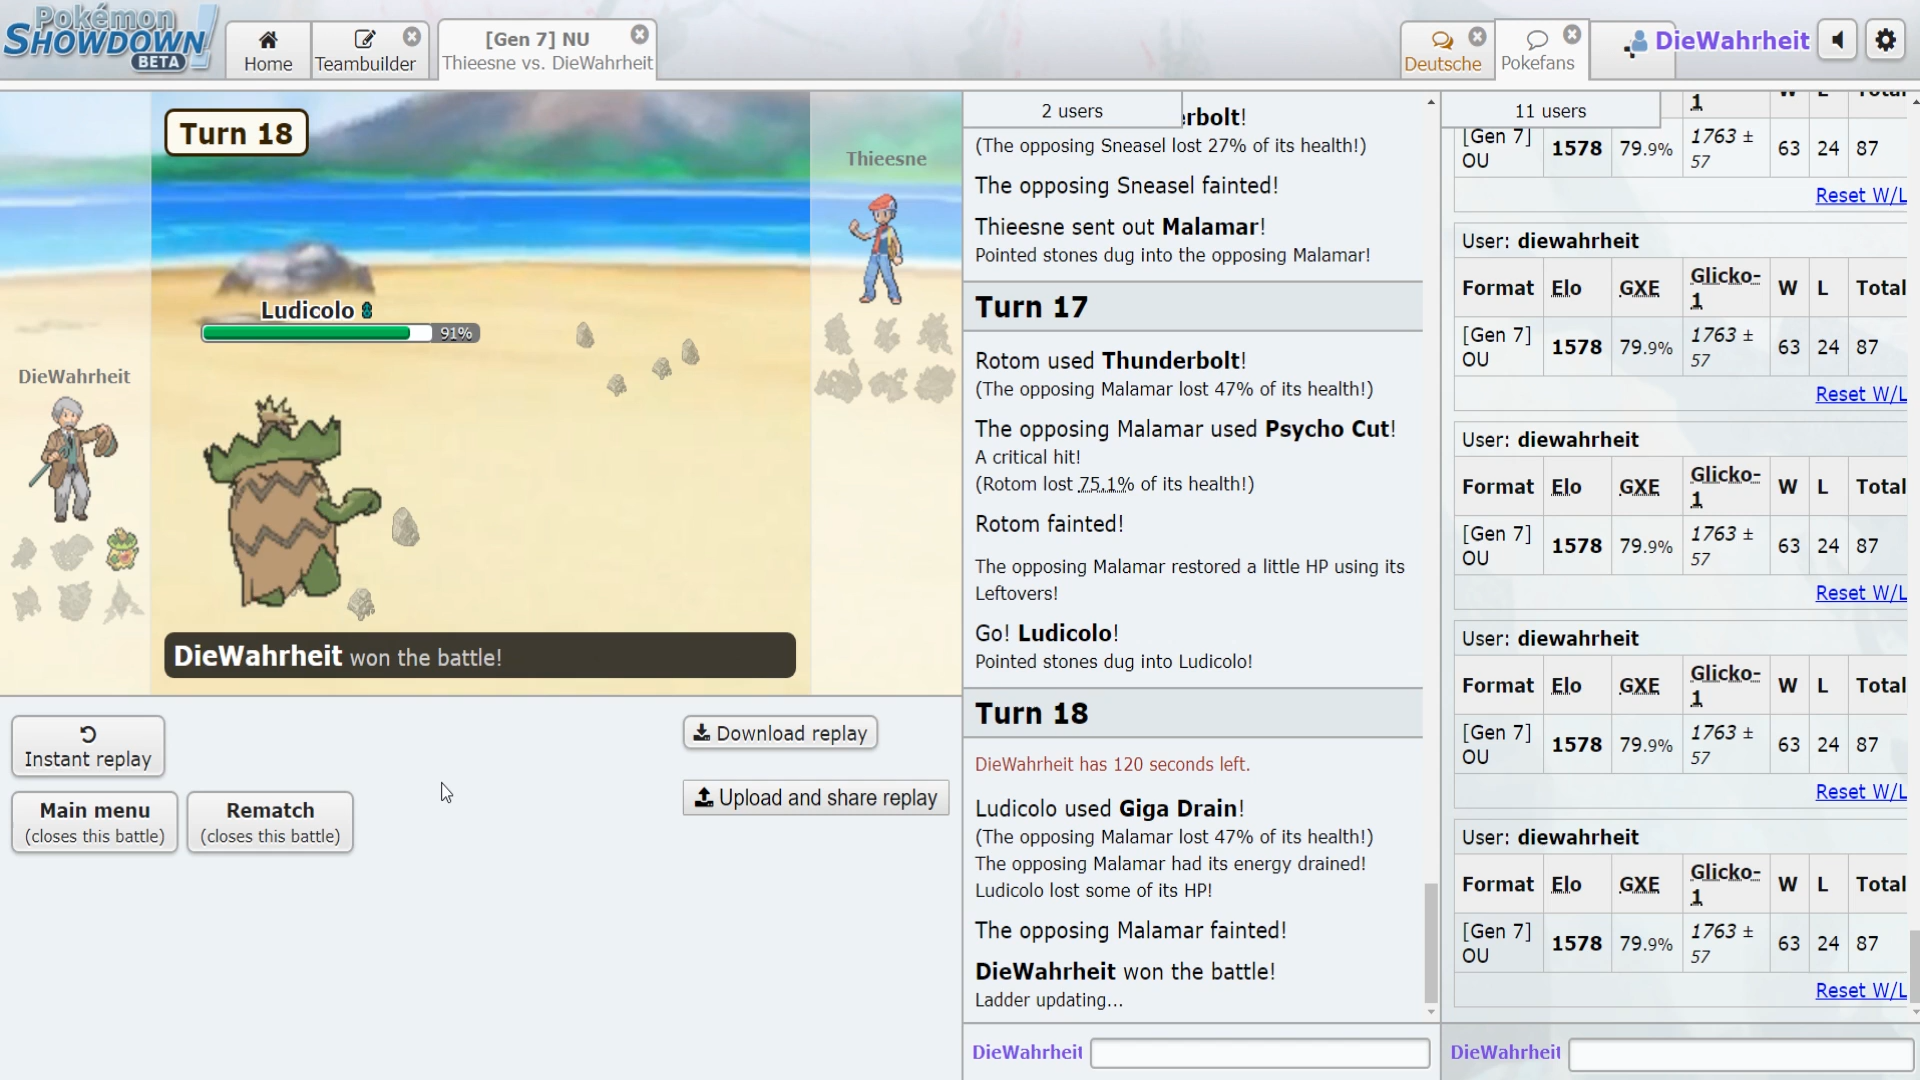 Pokémon
SHOWDOWN!
BETA
Home
Teambuilder
[Gen 7] NU
Thieesne vs. DieWahrheit
Deutsche
Pokefans
DieWahrheit
Turn 18
Thieesne
Ludicolo
91%
DieWahrheit
DieWahrheit won the battle!
Instant replay
Download replay
Upload and share replay
Main menu
(closes this battle)
Rematch
(closes this battle)
2 users
rbolt!
(The opposing Sneasel lost 27% of its health!)
The opposing Sneasel fainted!
Thieesne sent out Malamar!
Pointed stones dug into the opposing Malamar!
Turn 17
Rotom used Thunderbolt!
(The opposing Malamar lost 47% of its health!)
The opposing Malamar used Psycho Cut!
A critical hit!
(Rotom lost 75.1% of its health!)
Rotom fainted!
The opposing Malamar restored a little HP using its
Leftovers!
Go! Ludicolo!
Pointed stones dug into Ludicolo!
Turn 18
DieWahrheit has 120 seconds left.
Ludicolo used Giga Drain!
(The opposing Malamar lost 47% of its health!)
The opposing Malamar had its energy drained!
Ludicolo lost some of its HP!
The opposing Malamar fainted!
DieWahrheit won the battle!
Ladder updating...
DieWahrheit
11 users
1 W L Total
[Gen 7] OU 1578 79.9% 1763 ± 57 63 24 87
Reset W/L
User: diewahrheit
Format Elo GXE Glicko-1 W L Total
[Gen 7] OU 1578 79.9% 1763 ± 57 63 24 87
Reset W/L
User: diewahrheit
Format Elo GXE Glicko-1 W L Total
[Gen 7] OU 1578 79.9% 1763 ± 57 63 24 87
Reset W/L
User: diewahrheit
Format Elo GXE Glicko-1 W L Total
[Gen 7] OU 1578 79.9% 1763 ± 57 63 24 87
Reset W/L
User: diewahrheit
Format Elo GXE Glicko-1 W L Total
[Gen 7] OU 1578 79.9% 1763 ± 57 63 24 87
Reset W/L
DieWahrheit